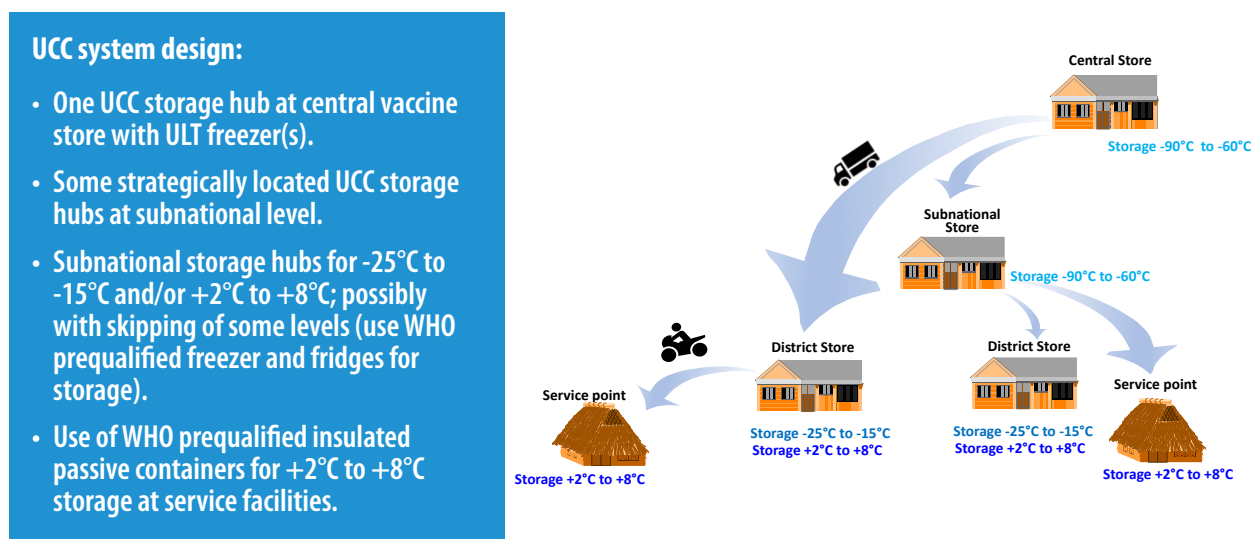 UCC system design:
• One UCC storage hub at central vaccine
store with ULT freezer(s).
• Some strategically located UCC storage
hubs at subnational level.
• Subnational storage hubs for -25°C to
-15°C and/or +2°C to +8°C; possibly
with skipping of some levels (use WHO
prequalified freezer and fridges for
storage).
• Use of WHO prequalified insulated
passive containers for +2°C to +8°C
storage at service facilities.
Central Store
Storage -90°C to -60°C
Subnational
Store
Storage -90°C to -60°C
District Store
Storage -25°C to -15°C
Storage +2°C to +8°C
District Store
Storage -25°C to -15°C
Storage +2°C to +8°C
Service point
Storage +2°C to +8°C
Service point
Storage +2°C to +8°C